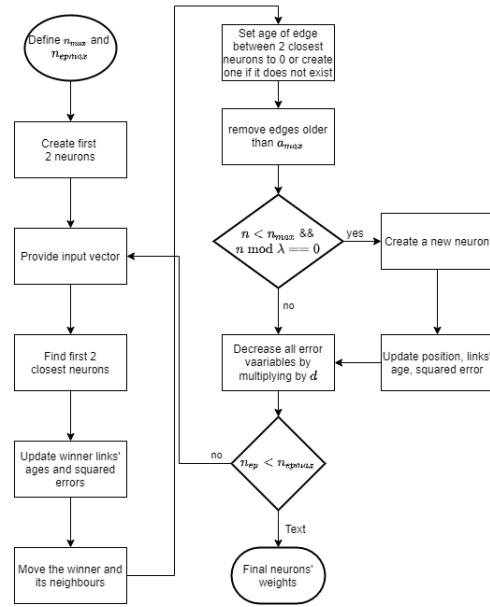 Define n_max and
n_epmax
Create first
2 neurons
Provide input vector
Find first 2
closest neurons
Update winner links'
ages and squared
errors
Move the winner and
its neighbours
Set age of edge
between 2 closest
neurons to 0 or create
one if it does not exist
remove edges older
than a_max
n < n_max &&
n mod λ == 0
yes
Create a new neuron
Update position, links'
age, squared error
no
Decrease all error
vaariables by
multiplying by d
n_ep < n_epmax
no
Text
Final neurons'
weights